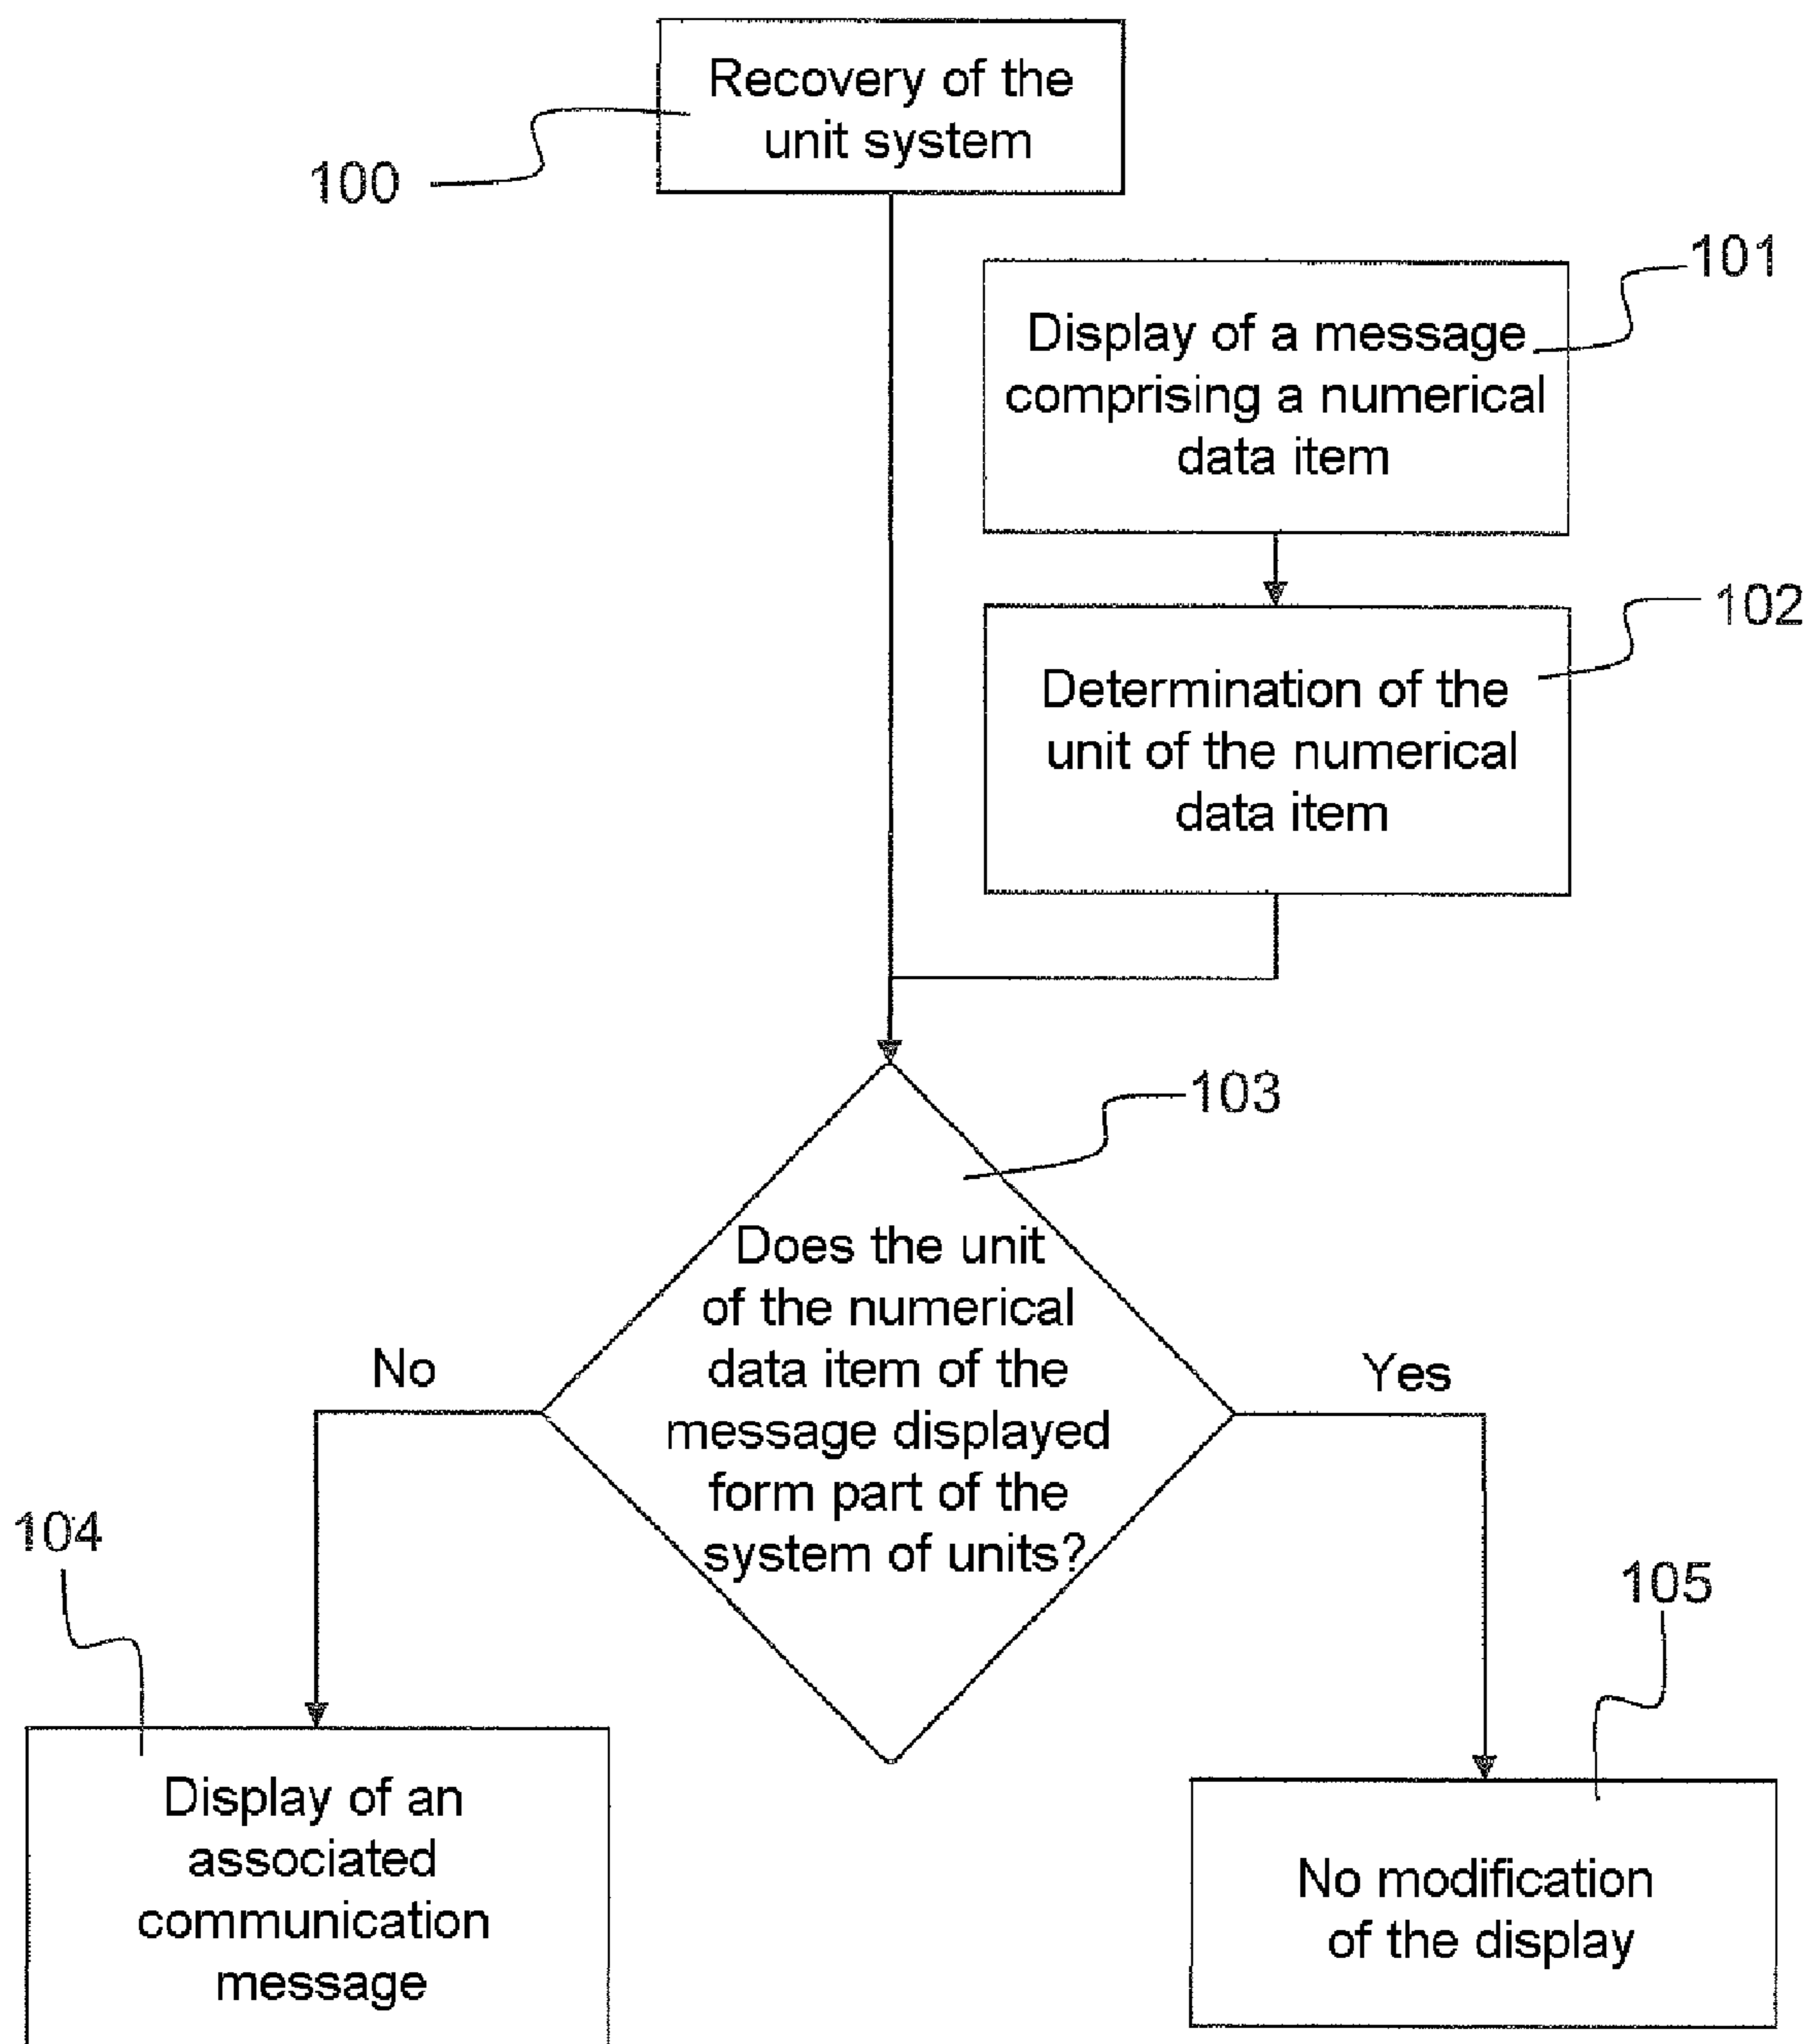 Recovery of the
unit system
100
101
Display of a message
comprising a numerical
data item
102
Determination of the
unit of the numerical
data item
103
Does the unit
of the numerical
data item of the
message displayed
form part of the
system of units?
No
Yes
104
105
Display of an
associated
communication
message
No modification
of the display